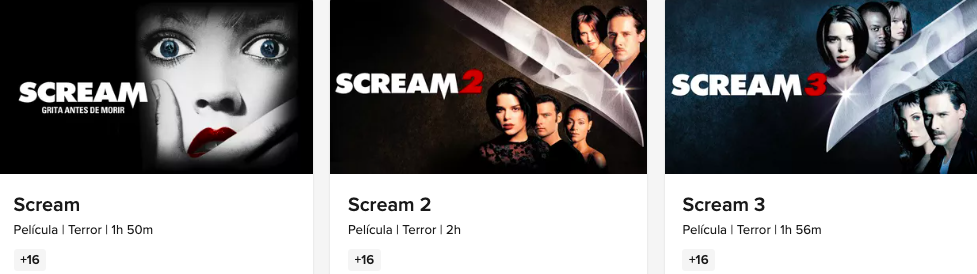 SCREAM
GRITA ANTES DE MORIR
Scream
Película | Terror | 1h 50m
+16
SCREAM 2
Scream 2
Película | Terror | 2h
+16
SCREAM 3
Scream 3
Película | Terror | 1h 56m
+16